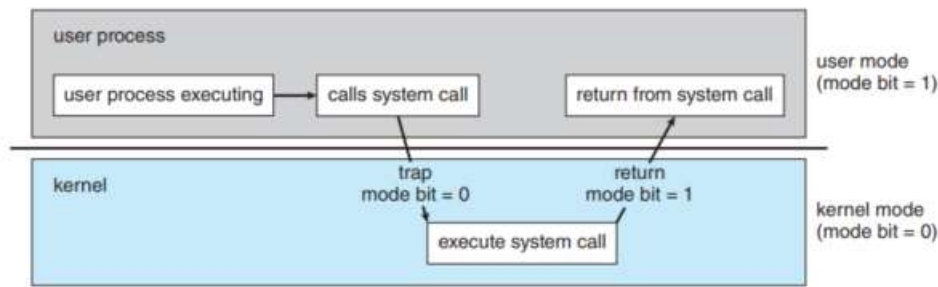 user process
user process executing
calls system call
return from system call
user mode
(mode bit = 1)
kernel
trap
mode bit = 0
return
mode bit = 1
execute system call
kernel mode
(mode bit = 0)